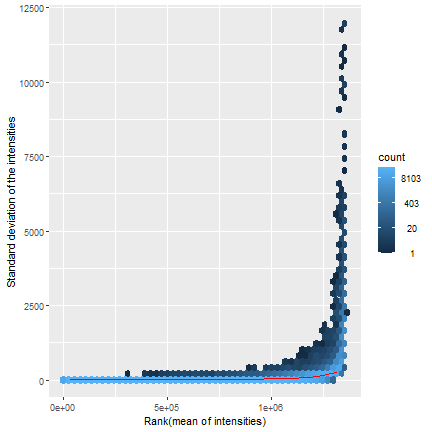 12500
10000
7500
5000
2500
0
Standard deviation of the intensities
0e+00
5e+05
1e+06
Rank(mean of intensities)
count
8103
403
20
1